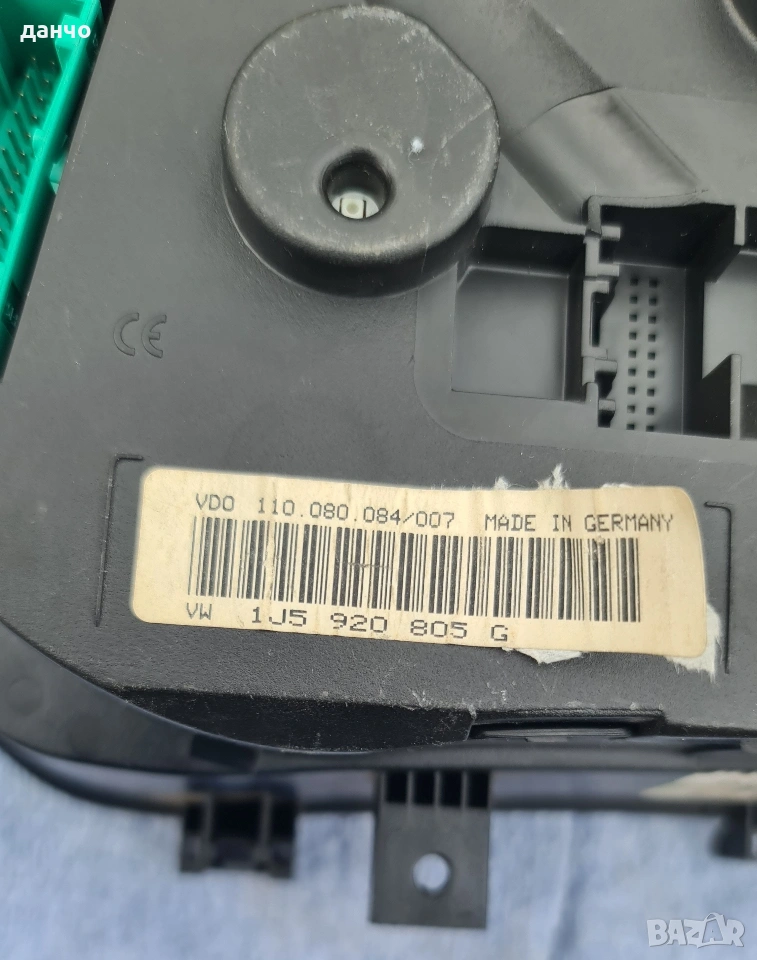 данчо
CE
VDO 110.080.084/007 MADE IN GERMANY
VW 1J5 920 805 G
BAZAR